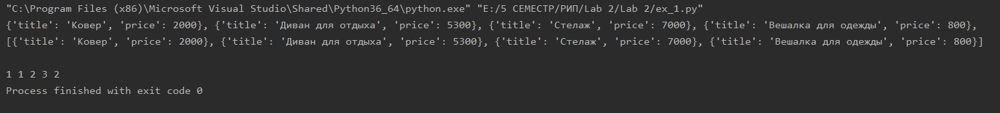 "C:\Program Files (x86)\Microsoft Visual Studio\Shared\Python36_64\python.exe" "E:/5 СЕМЕСТР/РИП/Lab 2/Lab 2/ex_1.py"
{'title': 'Ковер', 'price': 2000}, {'title': 'Диван для отдыха', 'price': 5300}, {'title': 'Стелаж', 'price': 7000}, {'title': 'Вешалка для одежды', 'price': 800},
[{'title': 'Ковер', 'price': 2000}, {'title': 'Диван для отдыха', 'price': 5300}, {'title': 'Стелаж', 'price': 7000}, {'title': 'Вешалка для одежды', 'price': 800}]
1 1 2 3 2
Process finished with exit code 0